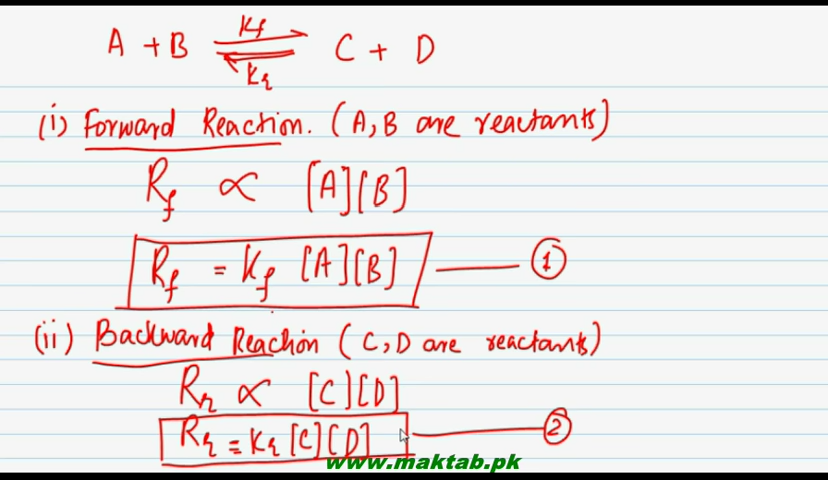 A + B ⇌ C + D
Kf
Kr
(i) Forward Reaction. (A,B are reactants)
Rf ∝ [A][B]
Rf = Kf [A][B] —— ①
(ii) Backward Reaction (C,D are reactants)
Rr ∝ [C][D]
Rr = Kr [C][D] —— ②
www.maktab.pk